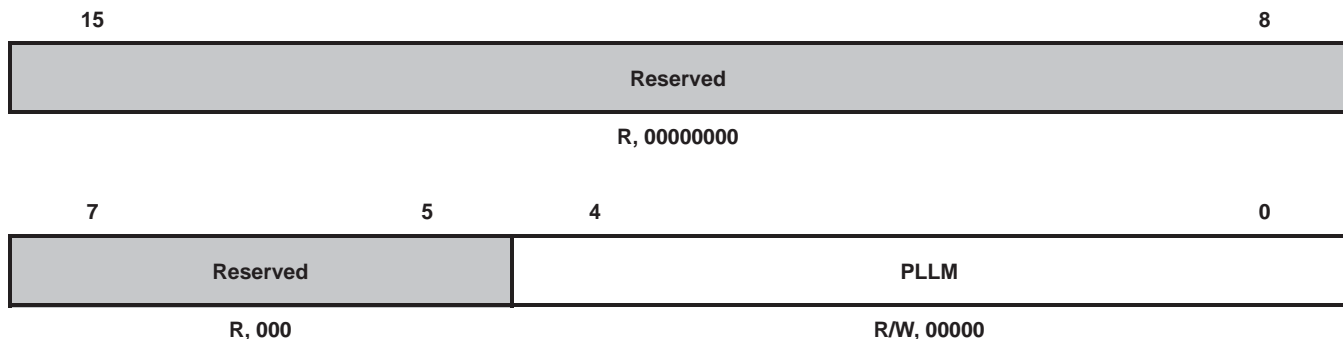 15 8
Reserved
R, 00000000
7 5 4 0
Reserved PLLM
R, 000 R/W, 00000